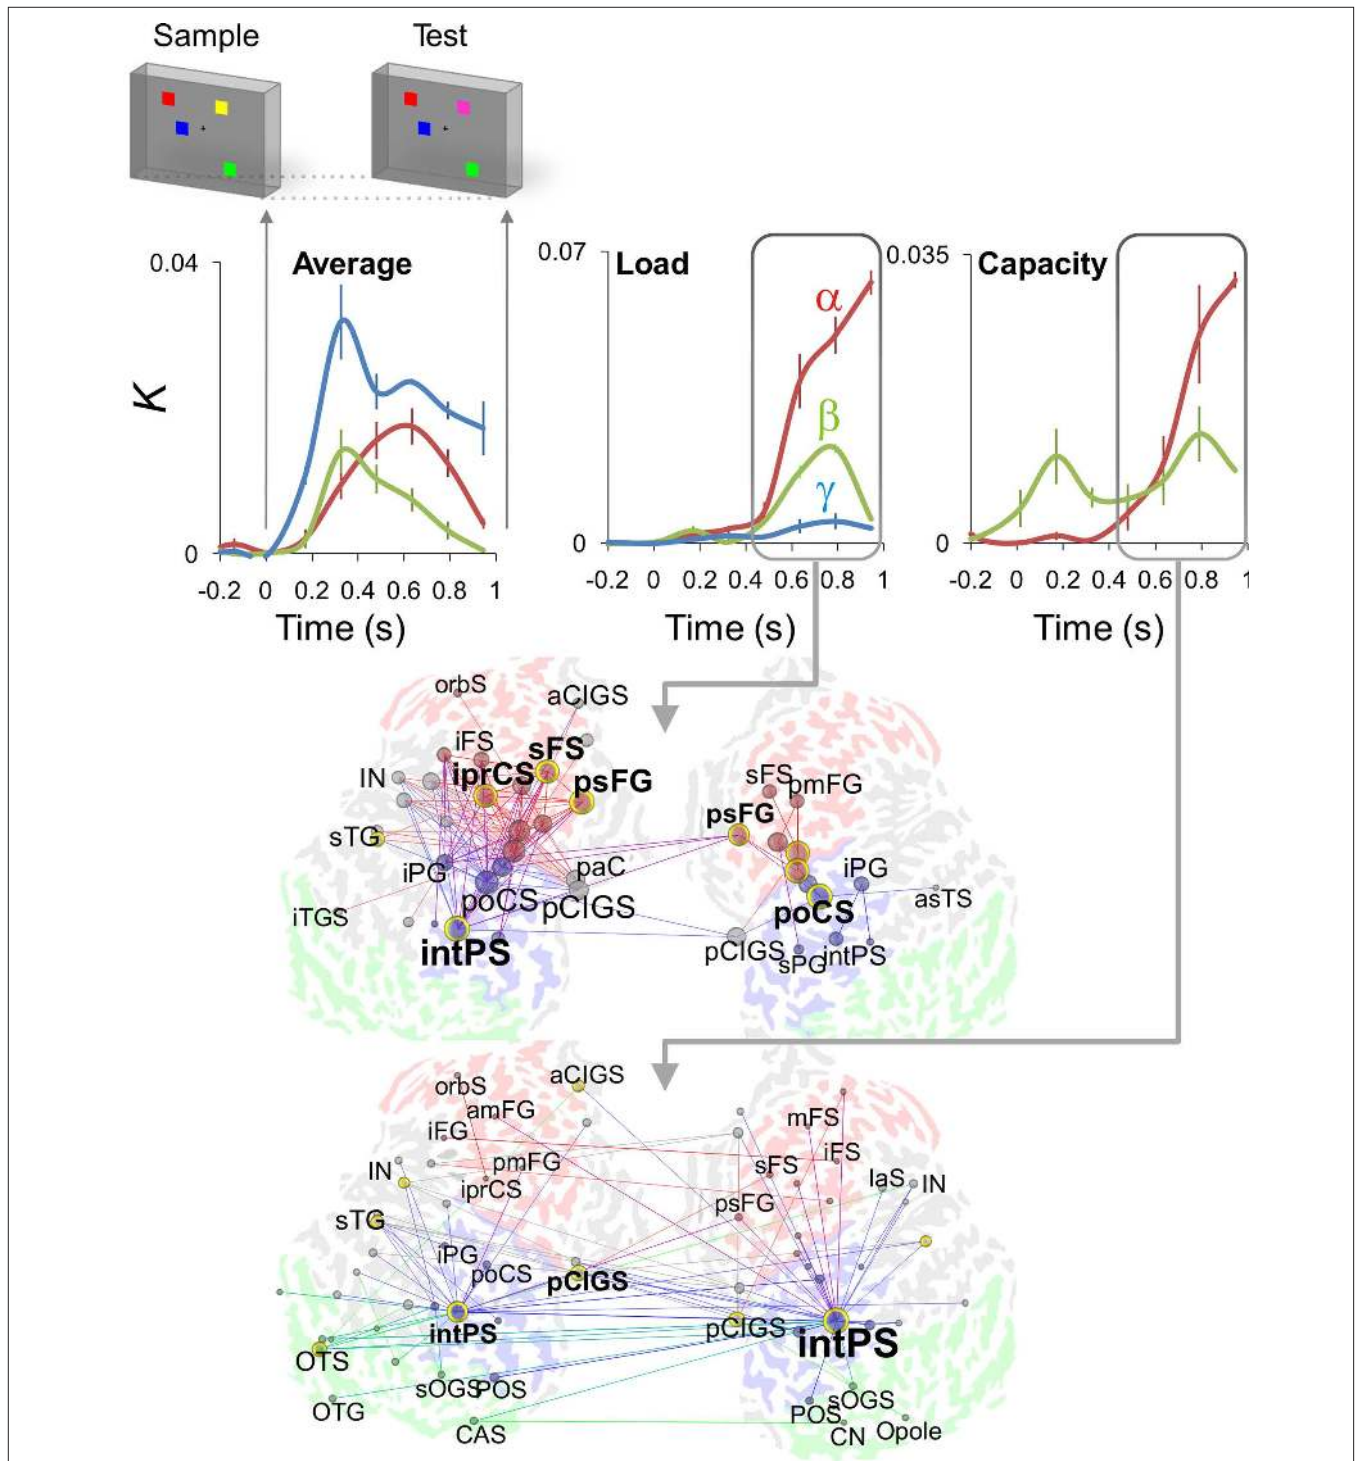 Sample Test
0.04 Average
K
0
-0.2 0 0.2 0.4 0.6 0.8 1
Time (s)
0.07 Load
α
β
γ
0
-0.2 0 0.2 0.4 0.6 0.8 1
Time (s)
0.035 Capacity
0
-0.2 0 0.2 0.4 0.6 0.8 1
Time (s)
orbS aCIGS
iFS sFS
IN iprCS psFG
sTG
iPG paC
poCS pCIGS
iTGS
intPS
sFS pmFG
psFG
iPG
poCS asTS
pCIGS sPG intPS
orbS aCIGS
amFG
iFG
IN pmFG
iprCS
sTG
iPG poCS pCIGS
intPS
OTS
sOGS POS
OTG
CAS
mFS
sFS iFS
laS IN
psFG
pCIGS intPS
sOGS
POS
CN Opole